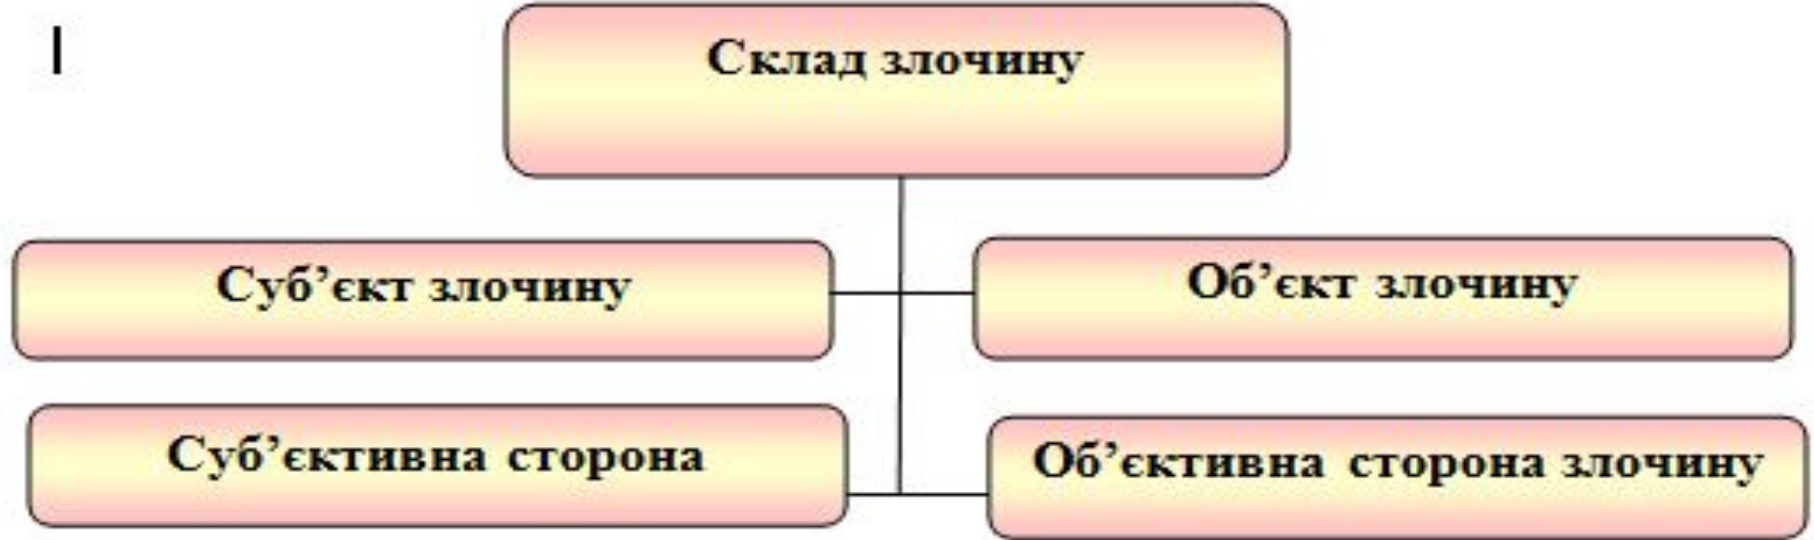 I
Склад злочину
Суб’єкт злочину
Об’єкт злочину
Суб’єктивна сторона
Об’єктивна сторона злочину